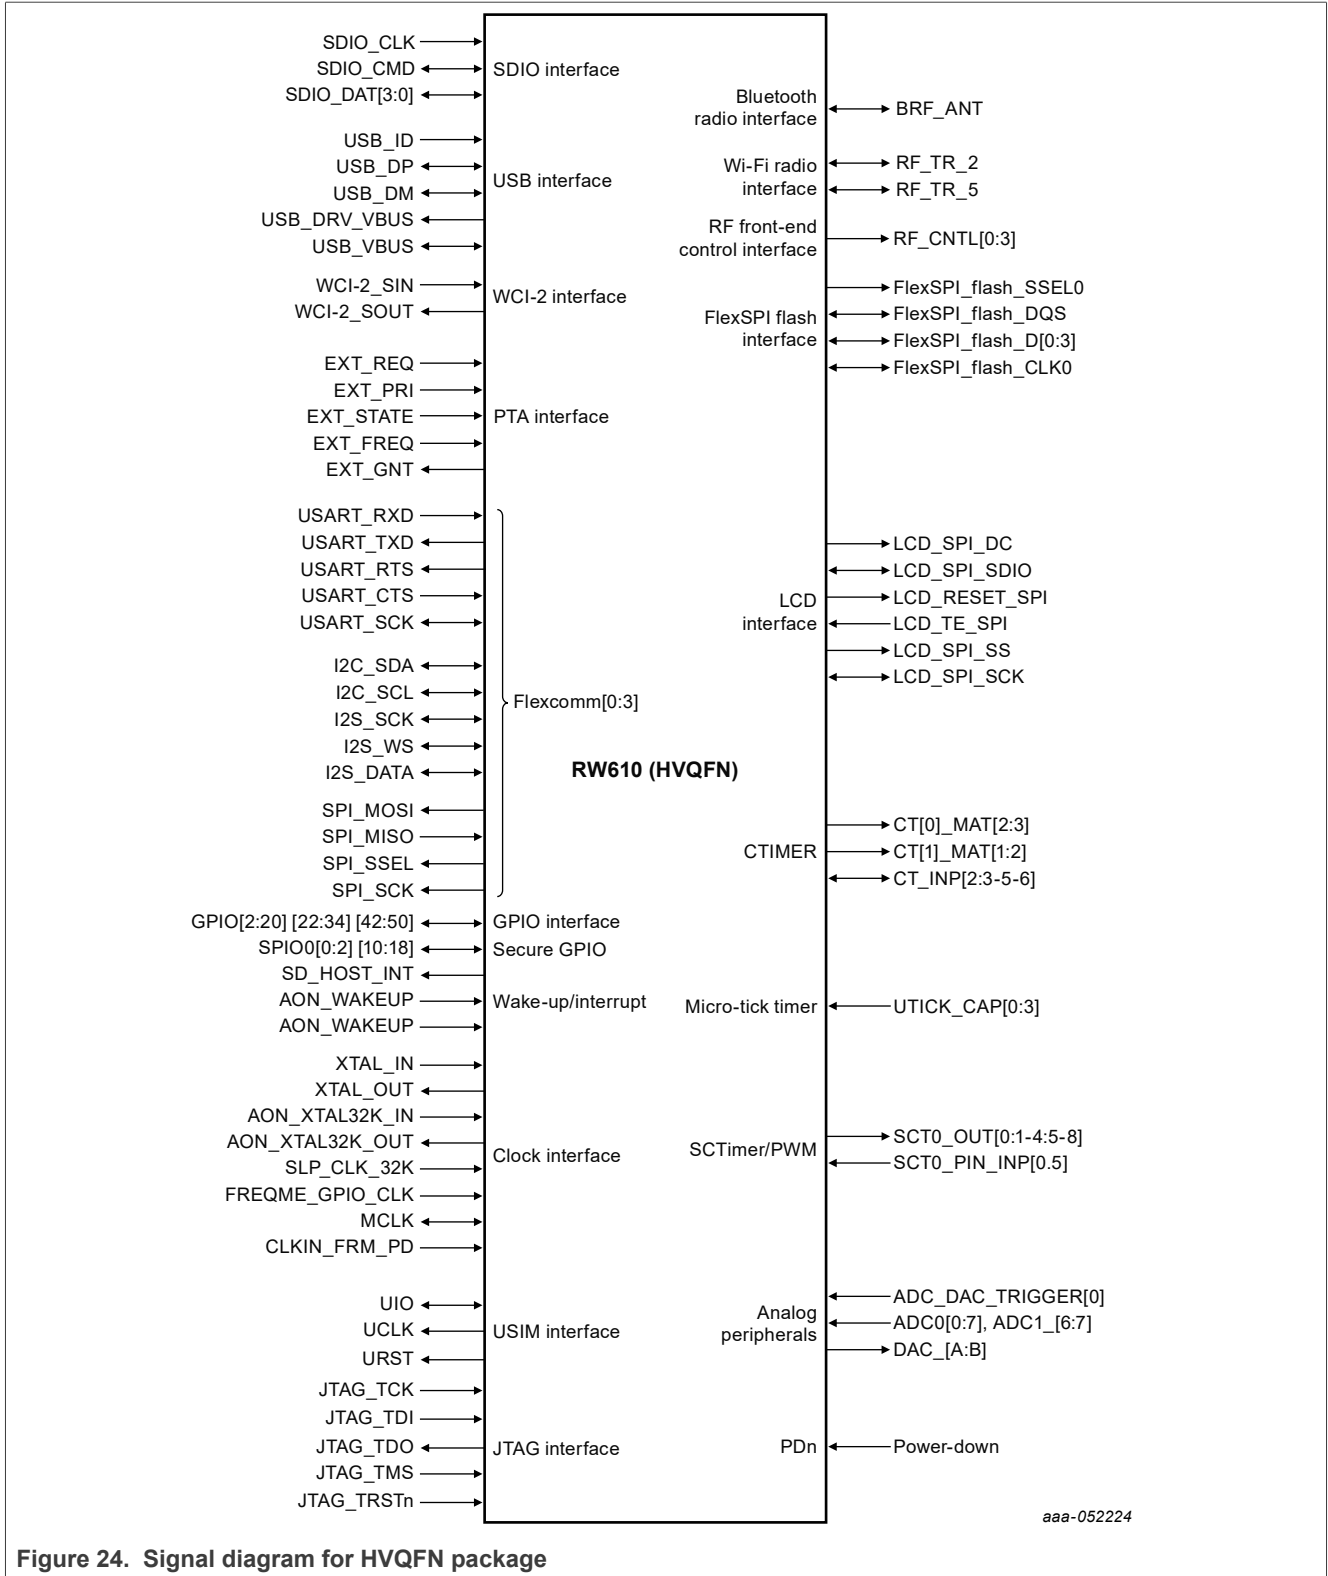 SDIO_CLK
SDIO_CMD
SDIO_DAT[3:0]
SDIO interface
USB_ID
USB_DP
USB_DM
USB_DRV_VBUS
USB_VBUS
USB interface
WCI-2_SIN
WCI-2_SOUT
WCI-2 interface
EXT_REQ
EXT_PRI
EXT_STATE
EXT_FREQ
EXT_GNT
PTA interface
USART_RXD
USART_TXD
USART_RTS
USART_CTS
USART_SCK
I2C_SDA
I2C_SCL
I2S_SCK
I2S_WS
I2S_DATA
SPI_MOSI
SPI_MISO
SPI_SSEL
SPI_SCK
Flexcomm[0:3]
GPIO[2:20] [22:34] [42:50]
GPIO interface
SPIO0[0:2] [10:18]
Secure GPIO
SD_HOST_INT
AON_WAKEUP
AON_WAKEUP
Wake-up/interrupt
XTAL_IN
XTAL_OUT
AON_XTAL32K_IN
AON_XTAL32K_OUT
SLP_CLK_32K
FREQME_GPIO_CLK
MCLK
CLKIN_FRM_PD
Clock interface
UIO
UCLK
URST
USIM interface
JTAG_TCK
JTAG_TDI
JTAG_TDO
JTAG_TMS
JTAG_TRSTn
JTAG interface
RW610 (HVQFN)
Bluetooth
radio interface
BRF_ANT
Wi-Fi radio
interface
RF_TR_2
RF_TR_5
RF front-end
control interface
RF_CNTL[0:3]
FlexSPI flash
interface
FlexSPI_flash_SSEL0
FlexSPI_flash_DQS
FlexSPI_flash_D[0:3]
FlexSPI_flash_CLK0
LCD
interface
LCD_SPI_DC
LCD_SPI_SDIO
LCD_RESET_SPI
LCD_TE_SPI
LCD_SPI_SS
LCD_SPI_SCK
CTIMER
CT[0]_MAT[2:3]
CT[1]_MAT[1:2]
CT_INP[2:3-5-6]
Micro-tick timer
UTICK_CAP[0:3]
SCTimer/PWM
SCT0_OUT[0:1-4:5-8]
SCT0_PIN_INP[0.5]
Analog
peripherals
ADC_DAC_TRIGGER[0]
ADC0[0:7], ADC1_[6:7]
DAC_[A:B]
PDn
Power-down
aaa-052224
Figure 24. Signal diagram for HVQFN package